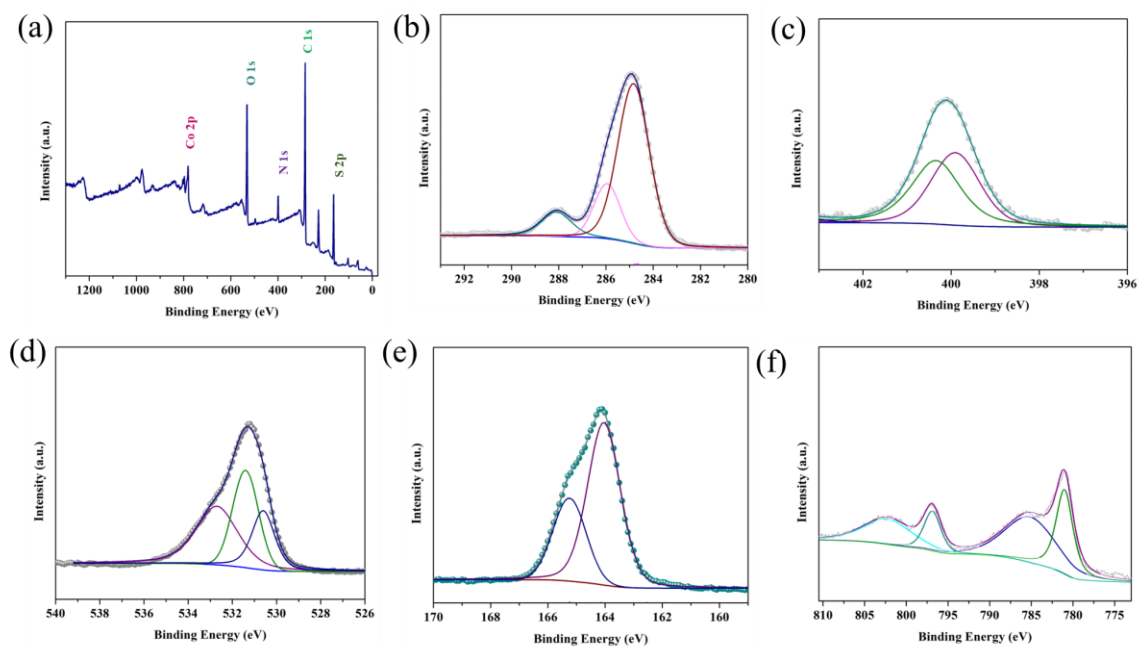 (a)
Co 2p
O 1s
N 1s
C 1s
S 2p
Intensity (a.u.)
1200 1000 800 600 400 200 0
Binding Energy (eV)
(b)
Intensity (a.u.)
292 290 288 286 284 282 280
Binding Energy (eV)
(c)
Intensity (a.u.)
402 400 398 396
Binding Energy (eV)
(d)
Intensity (a.u.)
540 538 536 534 532 530 528 526
Binding Energy (eV)
(e)
Intensity (a.u.)
170 168 166 164 162 160
Binding Energy (eV)
(f)
Intensity (a.u.)
810 805 800 795 790 785 780 775
Binding Energy (eV)